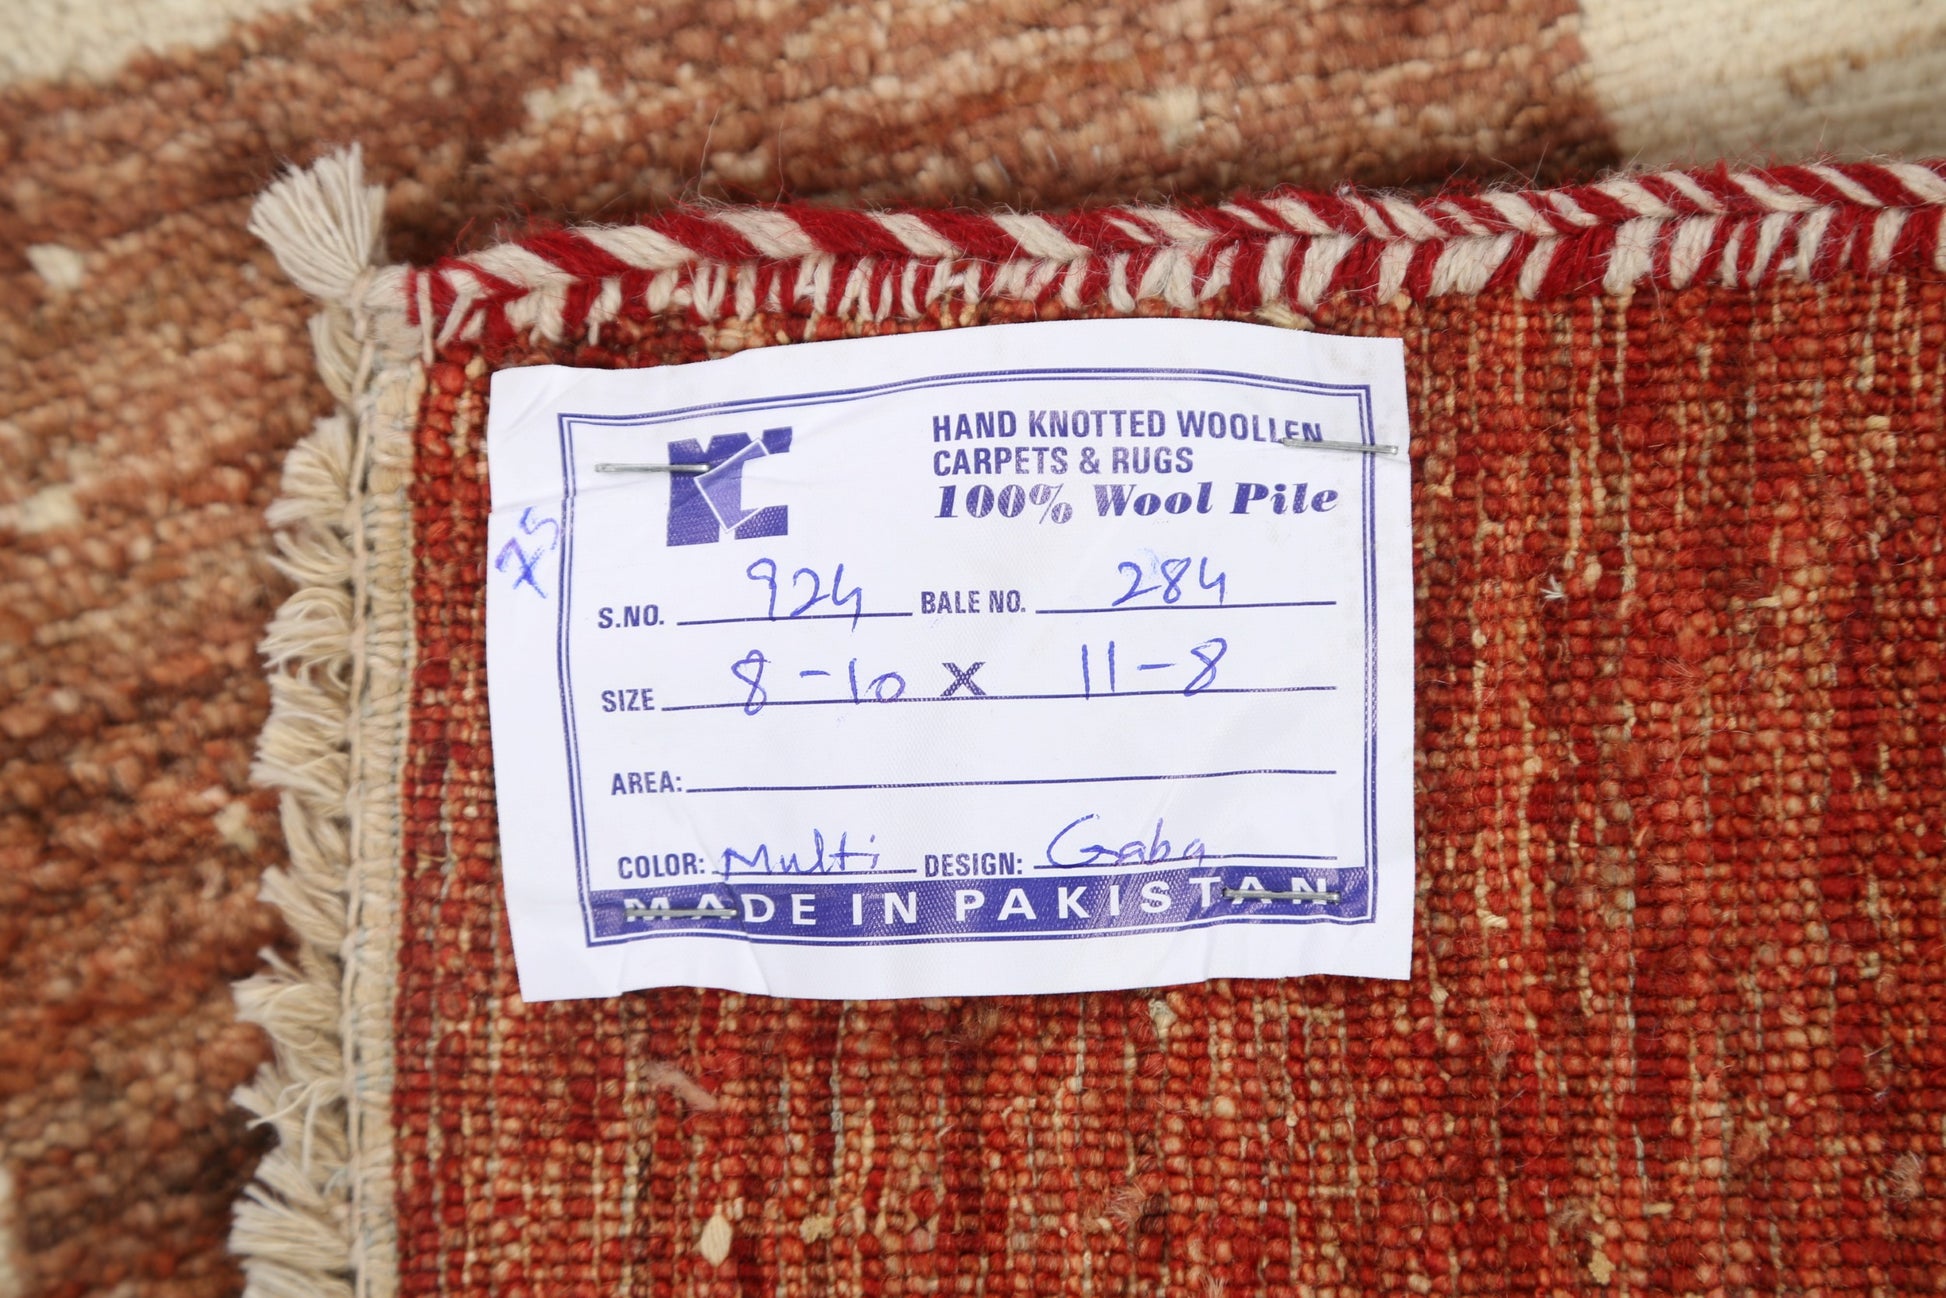 HAND KNOTTED WOOLLEN
CARPETS & RUGS
100% Wool Pile
75
S.NO. 924 BALE NO. 284
SIZE 8-10 X 11-8
AREA:
COLOR: Multi DESIGN: Gaba
MADE IN PAKISTAN